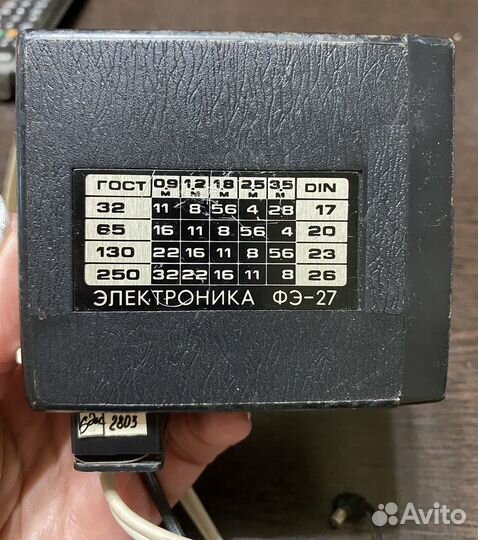 ГОСТ 0,9 м 1,2 м 1,8 м 2,5 м 3,5 м DIN
32 11 8 5,6 4 2,8 17
65 16 11 8 5,6 4 20
130 22 16 11 8 5,6 23
250 32 22 16 11 8 26
ЭЛЕКТРОНИКА ФЭ-27
2803
Avito